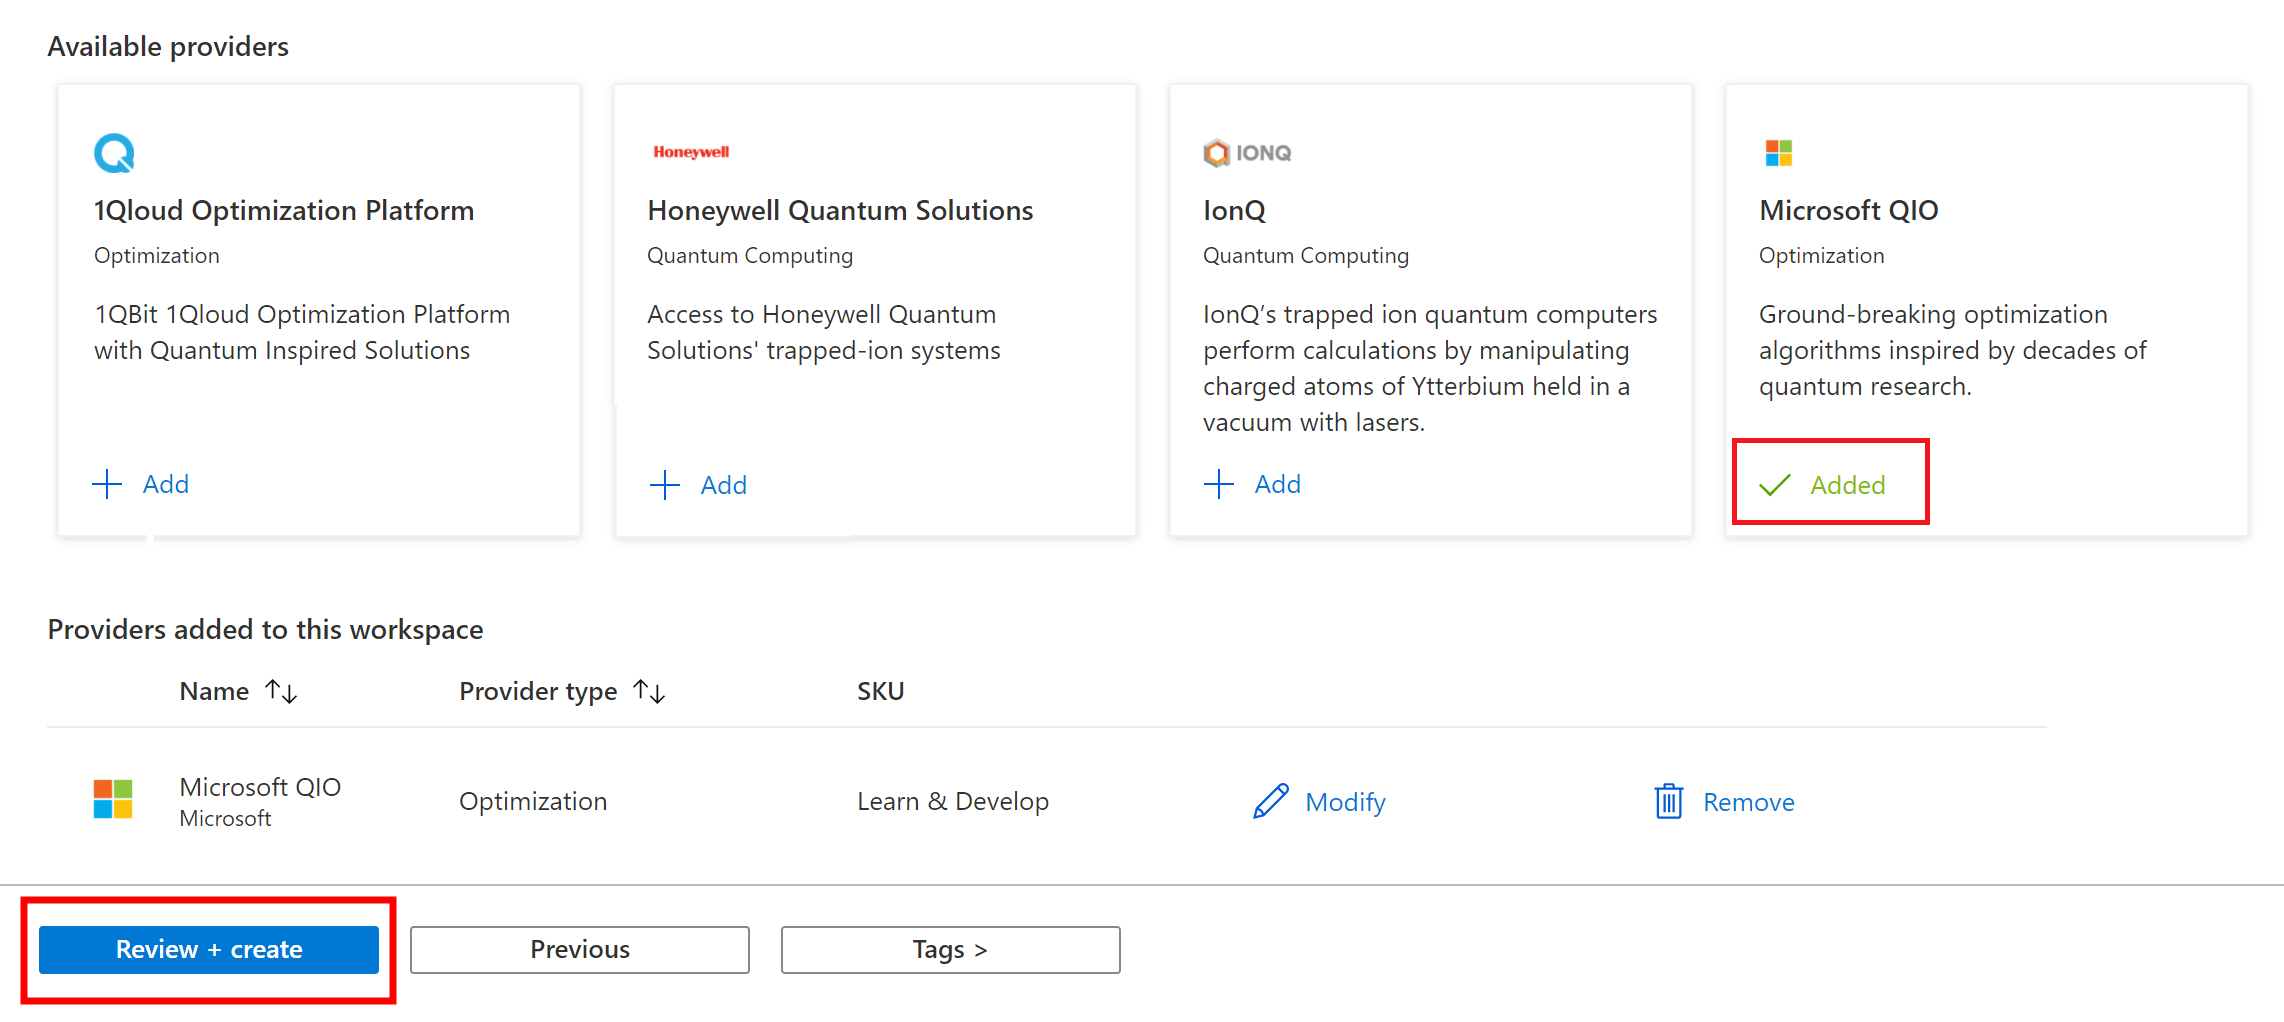 Available providers
Honeywell
IONQ
1Qloud Optimization Platform
Honeywell Quantum Solutions
IonQ
Microsoft QIO
Optimization
Quantum Computing
Quantum Computing
Optimization
1QBit 1Qloud Optimization Platform
with Quantum Inspired Solutions
Access to Honeywell Quantum
Solutions' trapped-ion systems
IonQ’s trapped ion quantum computers
perform calculations by manipulating
charged atoms of Ytterbium held in a
vacuum with lasers.
Ground-breaking optimization
algorithms inspired by decades of
quantum research.
Add
Add
Add
Added
Providers added to this workspace
Name ↑↓ Provider type ↑↓ SKU
Microsoft QIO
Microsoft
Optimization
Learn & Develop
Modify
Remove
Review + create
Previous
Tags >